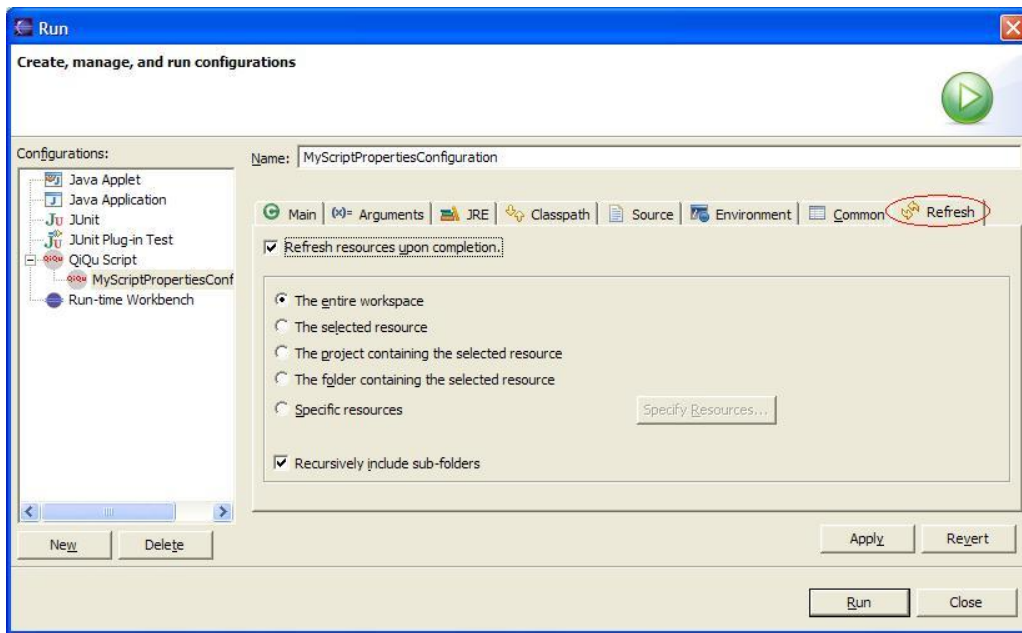 Run
Create, manage, and run configurations
Configurations:
Name: MyScriptPropertiesConfiguration
Java Applet
Java Application
Ju JUnit
JUnit Plug-in Test
QiQu QiQu Script
QiQu MyScriptPropertiesConf
Run-time Workbench
Main (x)= Arguments JRE Classpath Source Environment Common Refresh
Refresh resources upon completion.
The entire workspace
The selected resource
The project containing the selected resource
The folder containing the selected resource
Specific resources Specify Resources...
Recursively include sub-folders
New Delete
Apply Revert
Run Close